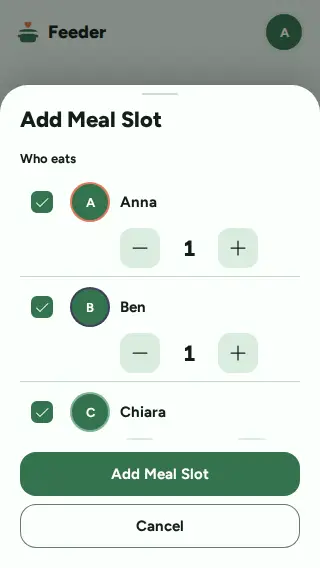 Feeder
A
Add Meal Slot
Who eats
A
Anna
1
B
Ben
1
C
Chiara
Add Meal Slot
Cancel